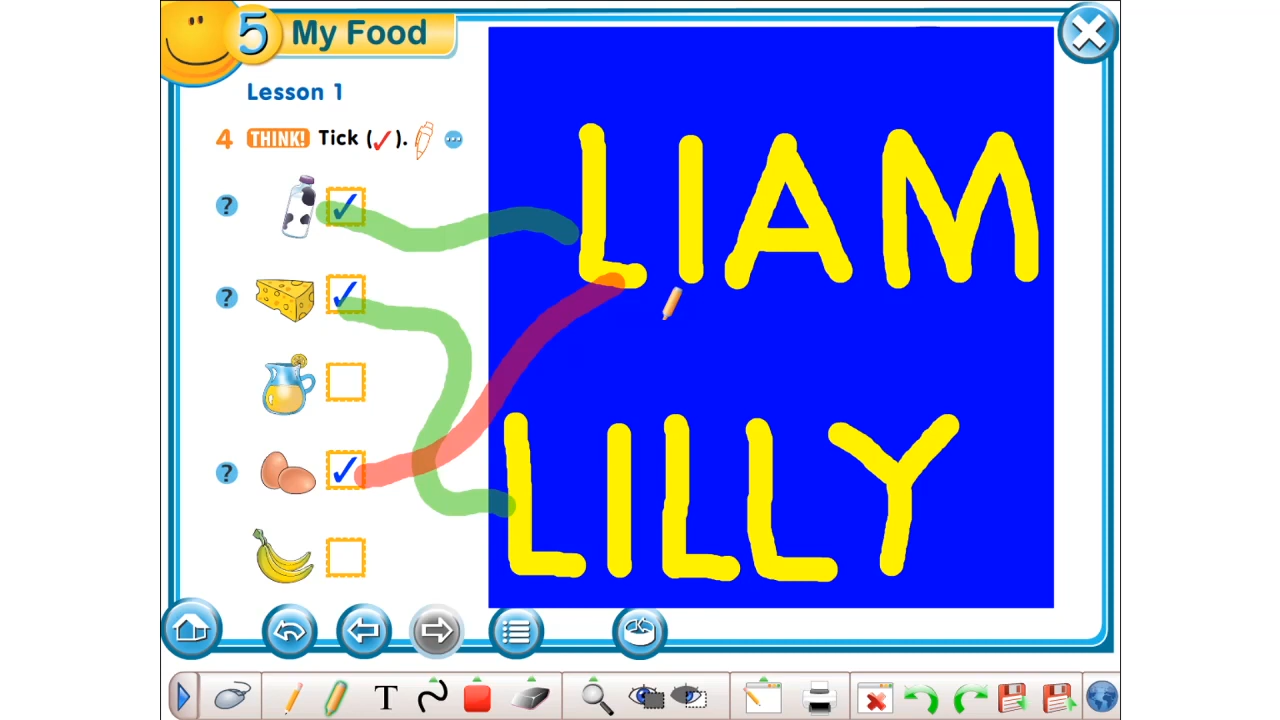 5 My Food
Lesson 1
4 THINK! Tick (✓).
?
?
?
LIAM
LILLY
T